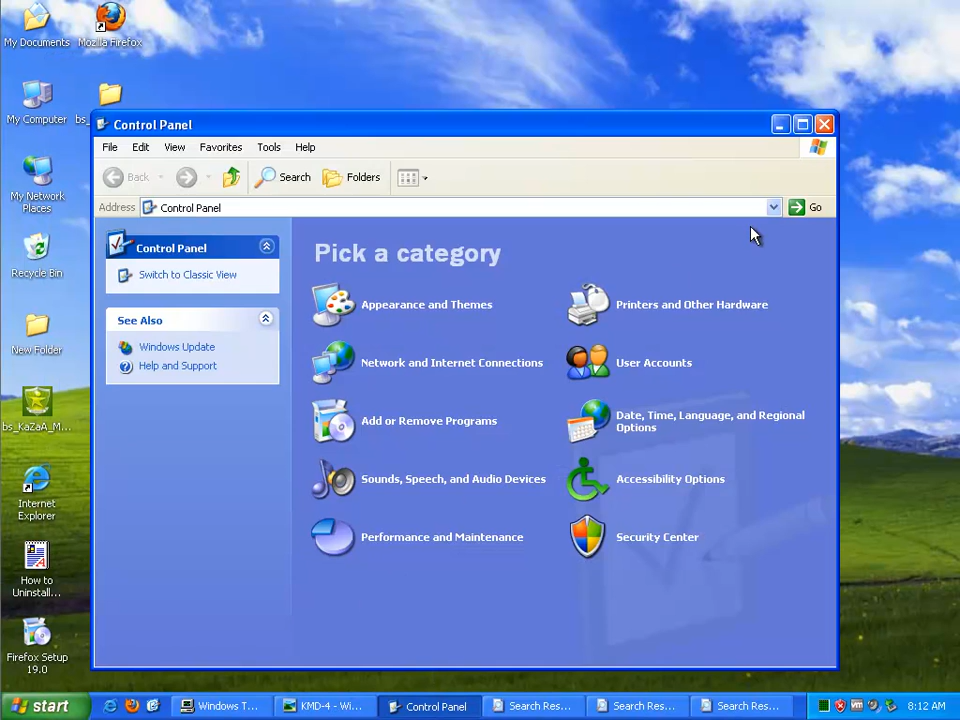 My Documents
Mozilla Firefox
My Computer
My Network
Places
Recycle Bin
New Folder
bs_KaZaA_M...
Internet
Explorer
How to
Uninstall...
Firefox Setup
19.0
Control Panel
File Edit View Favorites Tools Help
Back Search Folders
Address Control Panel Go
Control Panel
Switch to Classic View
See Also
Windows Update
Help and Support
Pick a category
Appearance and Themes
Printers and Other Hardware
Network and Internet Connections
User Accounts
Add or Remove Programs
Date, Time, Language, and Regional
Options
Sounds, Speech, and Audio Devices
Accessibility Options
Performance and Maintenance
Security Center
start
Windows T...
KMD-4 - Wi...
Control Panel
Search Res...
Search Res...
Search Res...
8:12 AM